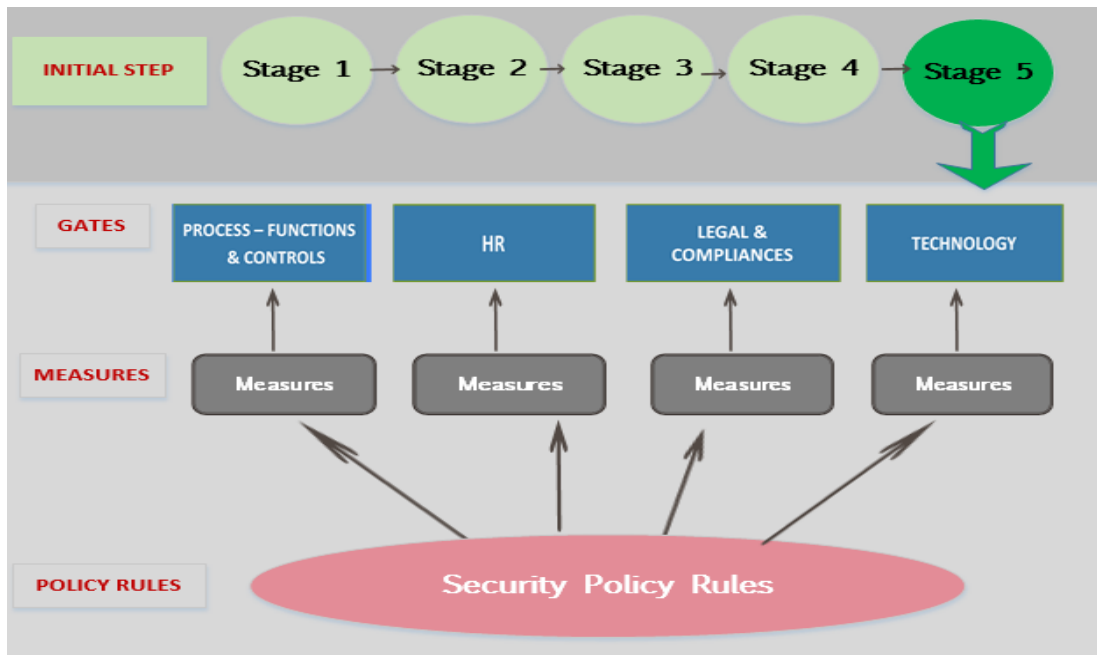 INITIAL STEP
Stage 1
Stage 2
Stage 3
Stage 4
Stage 5
GATES
PROCESS – FUNCTIONS
& CONTROLS
HR
LEGAL &
COMPLIANCES
TECHNOLOGY
MEASURES
Measures
Measures
Measures
Measures
POLICY RULES
Security Policy Rules